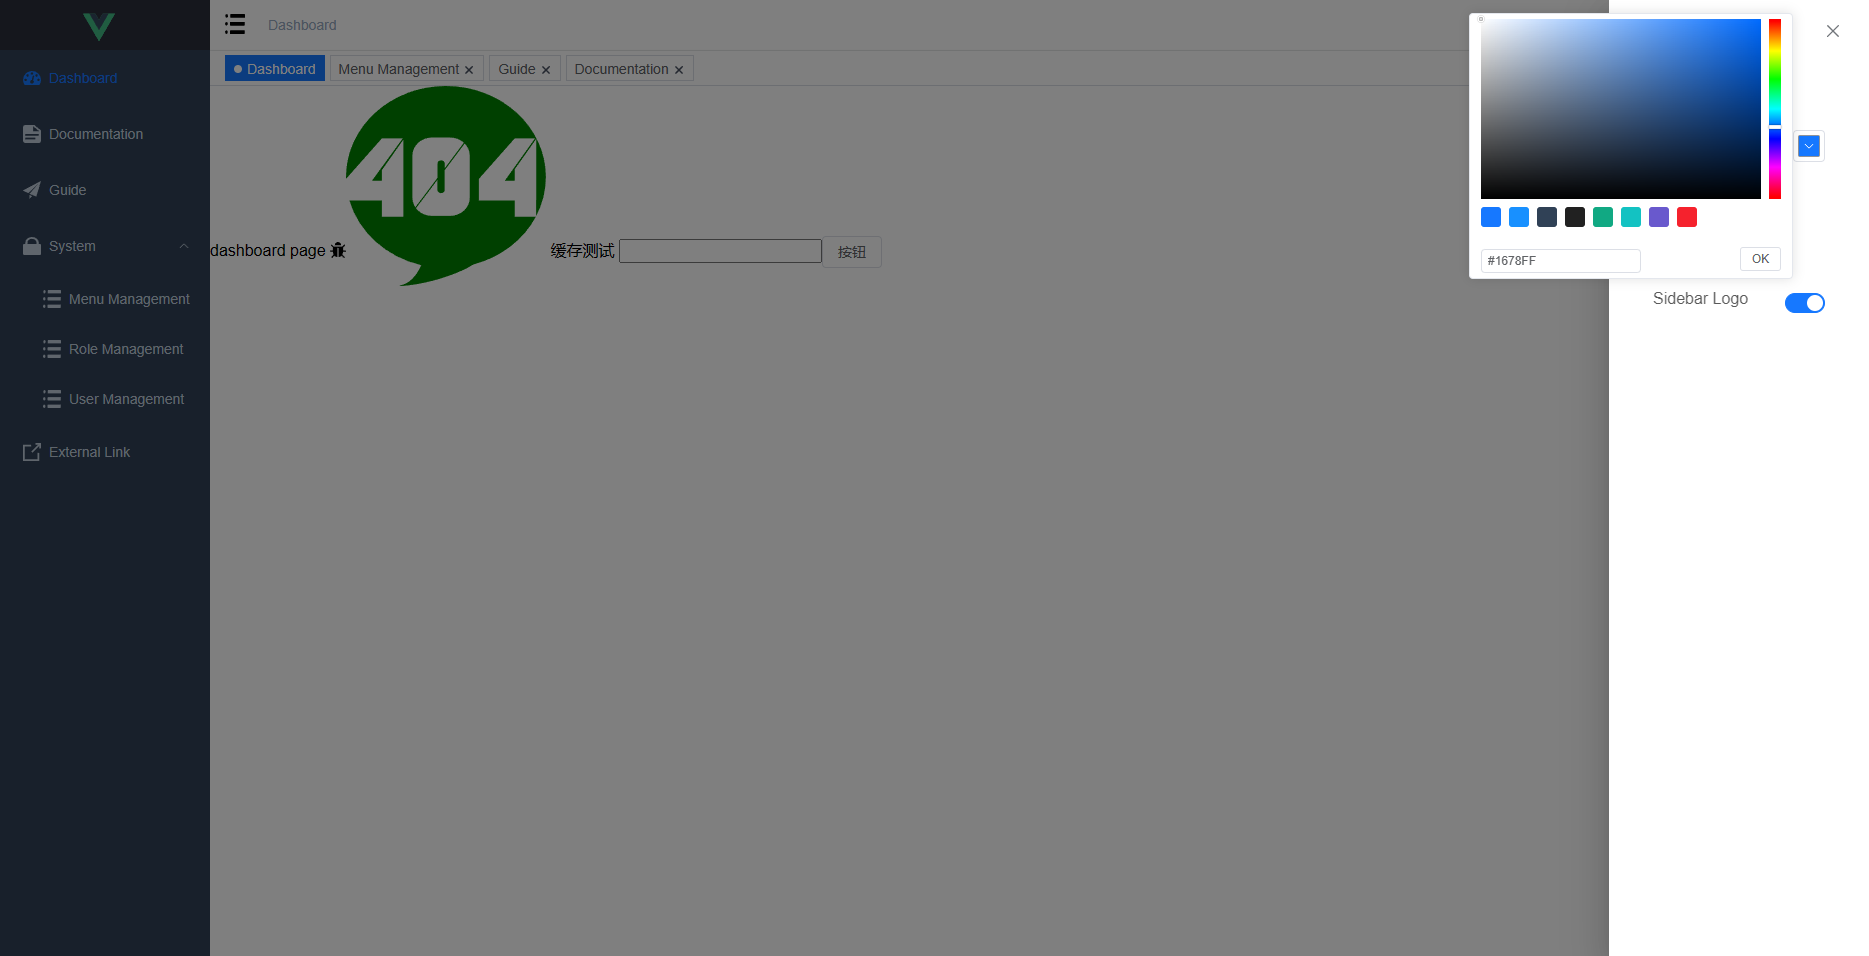 Dashboard
Documentation
Guide
System
Menu Management
Role Management
User Management
External Link
Dashboard
Dashboard
Menu Management
Guide
Documentation
404
dashboard page
缓存测试
按钮
#1678FF
OK
Sidebar Logo